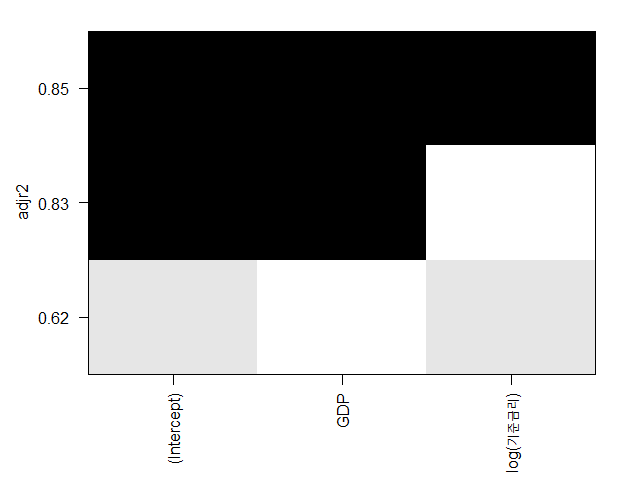 0.85
0.83
0.62
adjr2
(Intercept)
GDP
log(기준금리)